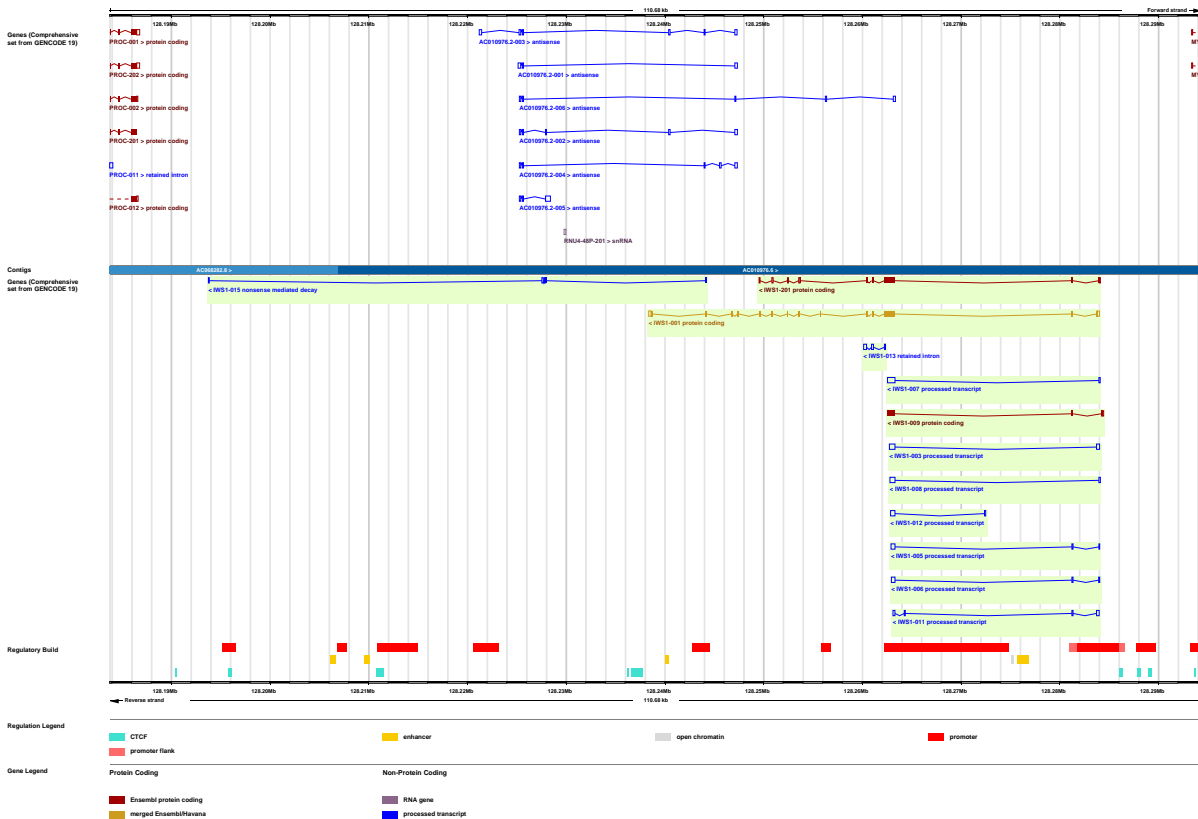 110.68 kb Forward strand
128.19Mb 128.20Mb 128.21Mb 128.22Mb 128.23Mb 128.24Mb 128.25Mb 128.26Mb 128.27Mb 128.28Mb 128.29Mb
Genes (Comprehensive
set from GENCODE 19)
PROC-001 > protein coding AC010976.2-003 > antisense
PROC-202 > protein coding AC010976.2-001 > antisense
PROC-002 > protein coding AC010976.2-006 > antisense
PROC-201 > protein coding AC010976.2-002 > antisense
PROC-011 > retained intron AC010976.2-004 > antisense
PROC-012 > protein coding AC010976.2-005 > antisense
RNU4-48P-201 > snRNA
Contigs AC068282.8 > AC010976.6 >
Genes (Comprehensive
set from GENCODE 19)
< IWS1-015 nonsense mediated decay < IWS1-201 protein coding
< IWS1-001 protein coding
< IWS1-013 retained intron
< IWS1-007 processed transcript
< IWS1-009 protein coding
< IWS1-003 processed transcript
< IWS1-008 processed transcript
< IWS1-012 processed transcript
< IWS1-005 processed transcript
< IWS1-006 processed transcript
< IWS1-011 processed transcript
Regulatory Build
128.19Mb 128.20Mb 128.21Mb 128.22Mb 128.23Mb 128.24Mb 128.25Mb 128.26Mb 128.27Mb 128.28Mb 128.29Mb
Reverse strand 110.68 kb
Regulation Legend
CTCF enhancer open chromatin promoter
promoter flank
Gene Legend Protein Coding Non-Protein Coding
Ensembl protein coding RNA gene
merged Ensembl/Havana processed transcript